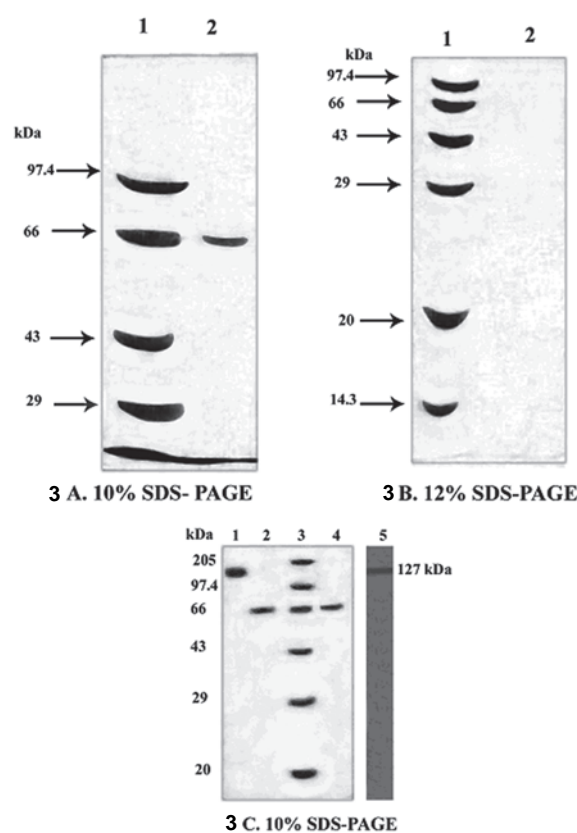 1 2
kDa
97.4
66
43
29
3 A. 10% SDS- PAGE
kDa
1 2
97.4
66
43
29
20
14.3
3 B. 12% SDS-PAGE
kDa 1 2 3 4 5
205
97.4
66
43
29
20
127 kDa
3 C. 10% SDS-PAGE